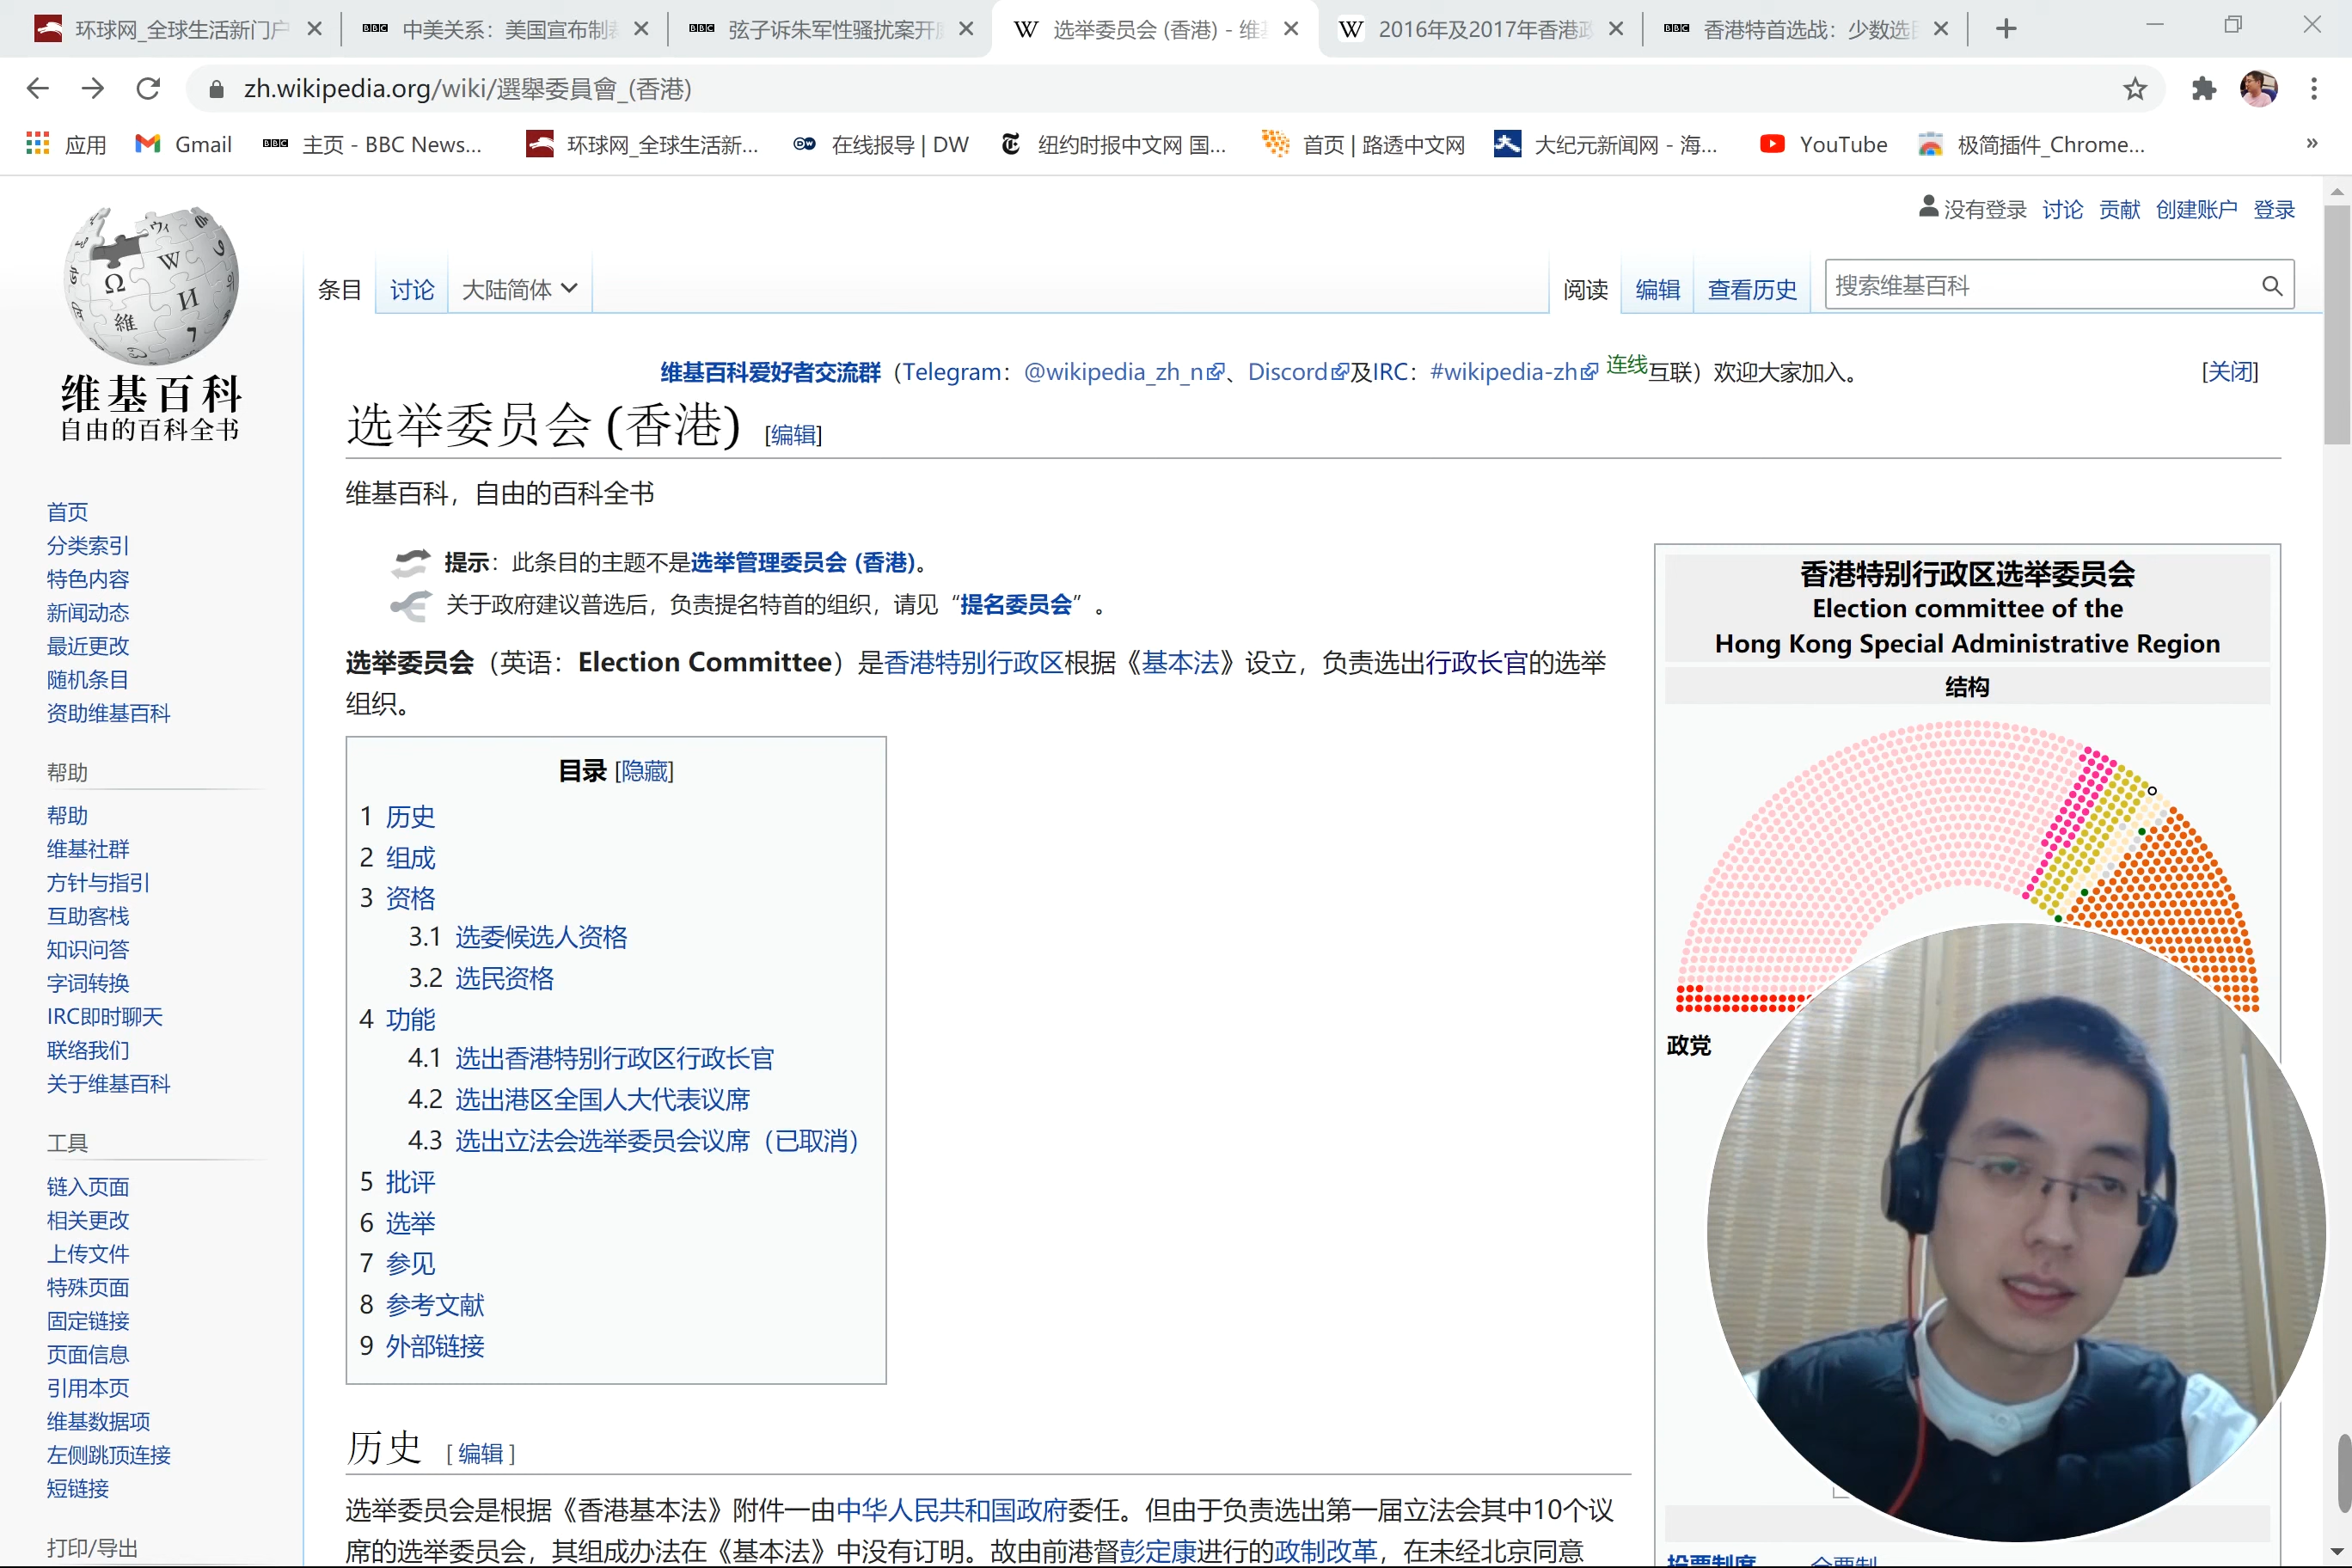 环球网_全球生活新门户
中美关系：美国宣布制裁
弦子诉朱军性骚扰案开
选举委员会 (香港) - 维
2016年及2017年香港政
香港特首选战：少数选
zh.wikipedia.org/wiki/選舉委員會_(香港)
应用
Gmail
BBC 主页 - BBC News...
环球网_全球生活新...
DW 在线报导 | DW
纽约时报中文网 国...
首页 | 路透中文网
大纪元新闻网 - 海...
YouTube
极简插件_Chrome...
»
没有登录 讨论 贡献 创建账户 登录
条目 讨论 大陆简体
阅读 编辑 查看历史
搜索维基百科
维基百科
自由的百科全书
维基百科爱好者交流群（Telegram：@wikipedia_zh_n、Discord及IRC：#wikipedia-zh 连线互联）欢迎大家加入。
[关闭]
选举委员会 (香港) [编辑]
维基百科，自由的百科全书
提示：此条目的主题不是选举管理委员会 (香港)。
关于政府建议普选后，负责提名特首的组织，请见“提名委员会”。
选举委员会（英语：Election Committee）是香港特别行政区根据《基本法》设立，负责选出行政长官的选举
组织。
目录 [隐藏]
1 历史
2 组成
3 资格
3.1 选委候选人资格
3.2 选民资格
4 功能
4.1 选出香港特别行政区行政长官
4.2 选出港区全国人大代表议席
4.3 选出立法会选举委员会议席（已取消）
5 批评
6 选举
7 参见
8 参考文献
9 外部链接
历史 [ 编辑 ]
选举委员会是根据《香港基本法》附件一由中华人民共和国政府委任。但由于负责选出第一届立法会其中10个议
席的选举委员会，其组成办法在《基本法》中没有订明。故由前港督彭定康进行的政制改革，在未经北京同意
香港特别行政区选举委员会
Election committee of the
Hong Kong Special Administrative Region
结构
政党
投票制度 全票制
首页
分类索引
特色内容
新闻动态
最近更改
随机条目
资助维基百科
帮助
帮助
维基社群
方针与指引
互助客栈
知识问答
字词转换
IRC即时聊天
联络我们
关于维基百科
工具
链入页面
相关更改
上传文件
特殊页面
固定链接
页面信息
引用本页
维基数据项
左侧跳顶连接
短链接
打印/导出